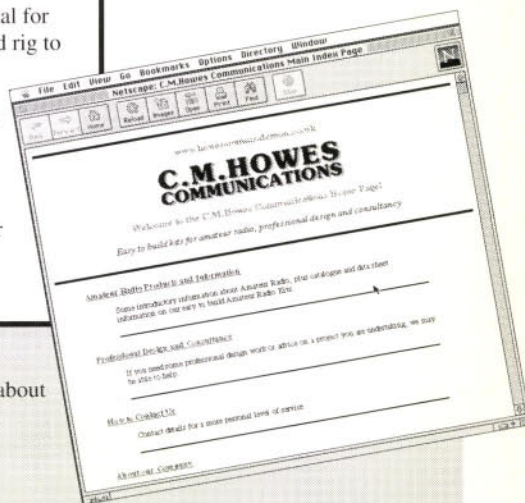 al for
d rig to
r
about
File Edit View Go Bookmarks Options Directory Window
Netscape: C.M.Howes Communications Main Index Page
Back Forward Home Reload Images Open Print Find Stop
C.M.HOWES
COMMUNICATIONS
Welcome to the C.M.Howes Communications Home Page!
Easy to build kits for amateur radio, professional design and consultancy
Amateur Radio Products and Information
Some introductory information about Amateur Radio, plus catalogue and data sheet
information on our easy to build Amateur Radio Kits.
Professional Design and Consultancy
If you need some professional design work or advice on a project you are undertaking, we may
be able to help.
How to Contact Us
Contact details for a more personal level of service.
About our Company